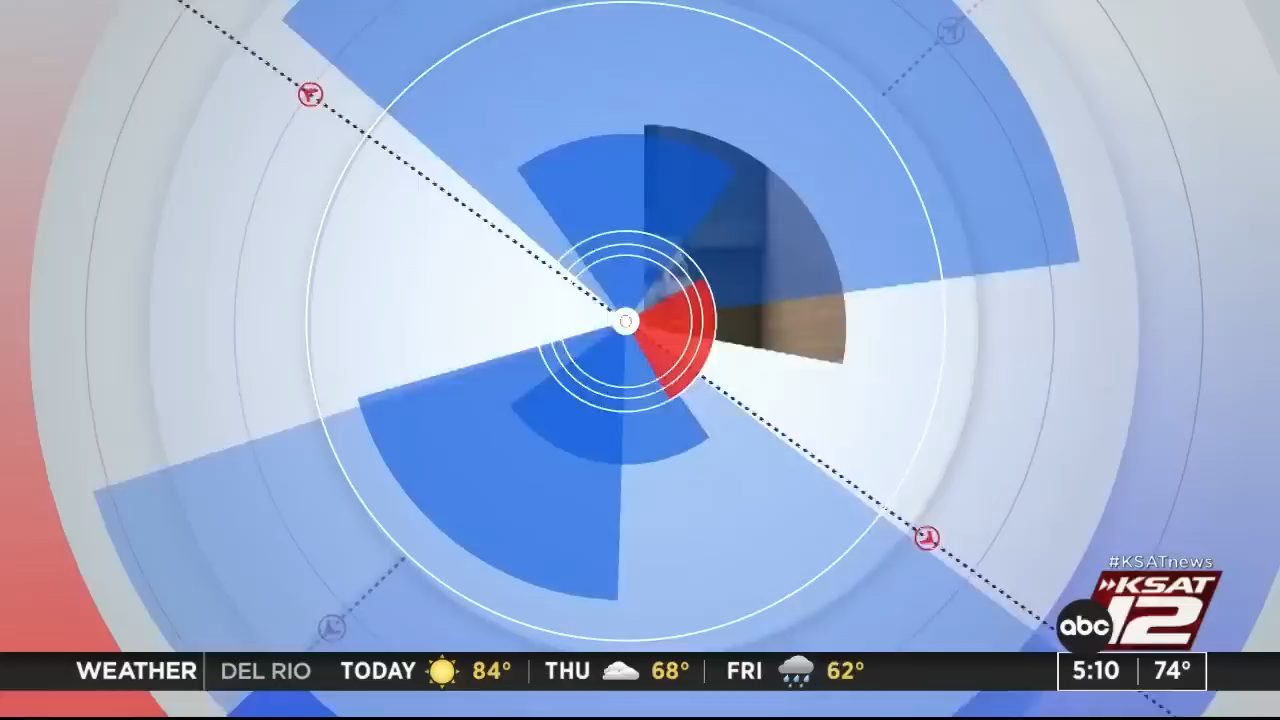 #KSATnews
KSAT
abc 12
WEATHER DEL RIO TODAY 84° THU 68° FRI 62° 5:10 74°